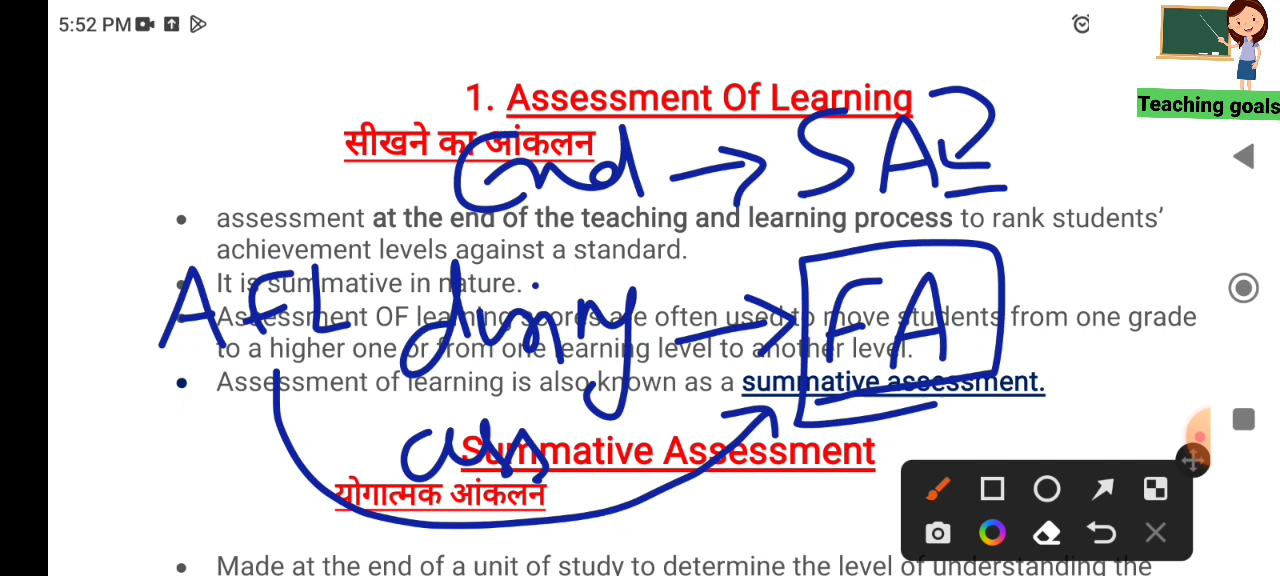 5:52 PM
Teaching goals
1. Assessment Of Learning
सीखने का आंकलन
end → SA2
• assessment at the end of the teaching and learning process to rank students’
achievement levels against a standard.
• It is summative in nature.
AFL during → FA
• Assessment OF learning scores are often used to move students from one grade
to a higher one or from one learning level to another level.
• Assessment of learning is also known as a summative assessment.
Summative Assessment
योगात्मक आंकलन
• Made at the end of a unit of study to determine the level of understanding the